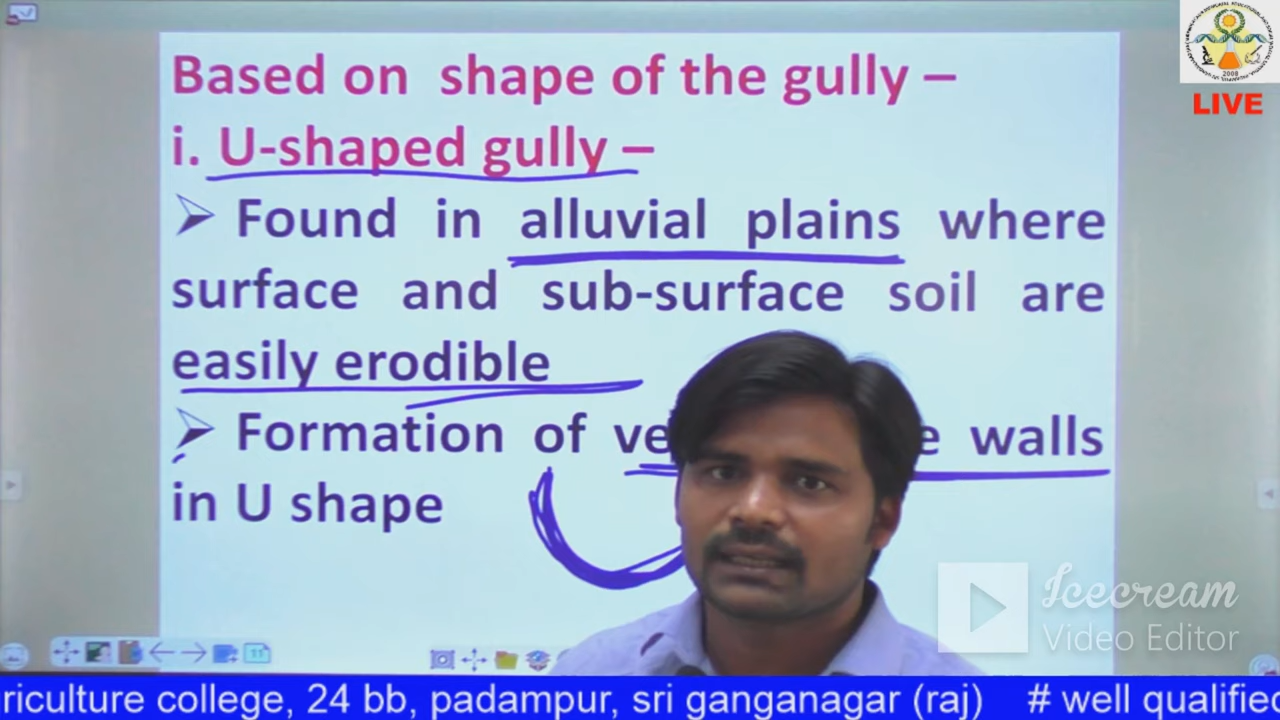 Based on shape of the gully –
i. U-shaped gully –
➢ Found in alluvial plains where
surface and sub-surface soil are
easily erodible
➢ Formation of ve e walls
in U shape
2008
LIVE
11
Icecream
Video Editor
riculture college, 24 bb, padampur, sri ganganagar (raj) # well qualified